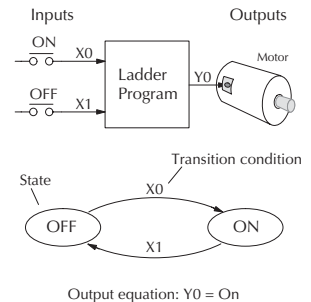 Inputs
Outputs
ON
X0
OFF
X1
Ladder
Program
Y0
Motor
Transition condition
State
X0
OFF
ON
X1
Output equation: Y0 = On